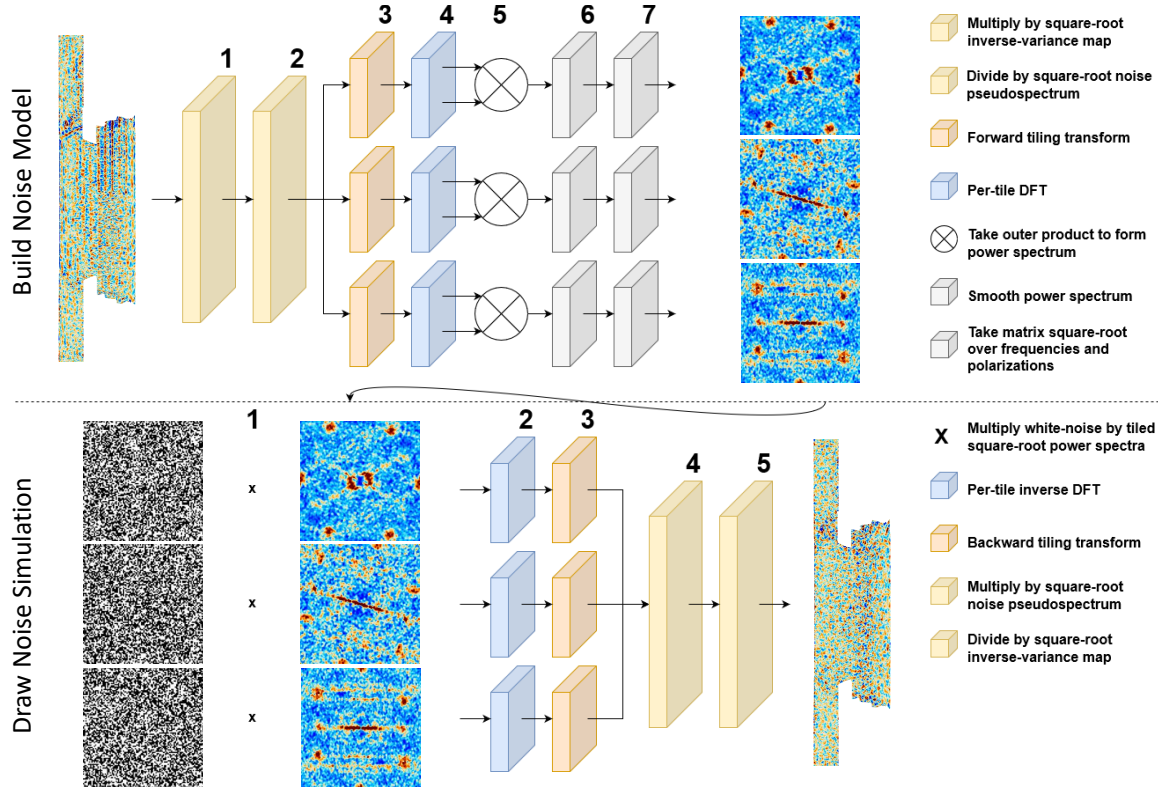 Build Noise Model
1
2
3
4
5
6
7
Multiply by square-root
inverse-variance map
Divide by square-root noise
pseudospectrum
Forward tiling transform
Per-tile DFT
Take outer product to form
power spectrum
Smooth power spectrum
Take matrix square-root
over frequencies and
polarizations
Draw Noise Simulation
1
2
3
4
5
x
x
x
X
Multiply white-noise by tiled
square-root power spectra
Per-tile inverse DFT
Backward tiling transform
Multiply by square-root
noise pseudospectrum
Divide by square-root
inverse-variance map